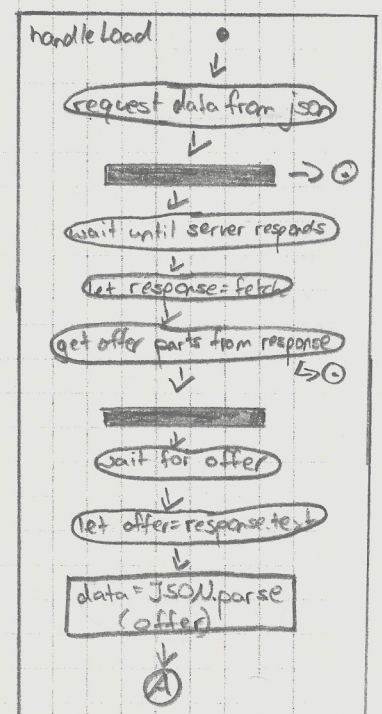 handleLoad
request data from json
wait until server responds
let response = fetch
get offer parts from response
wait for offer
let offer = response.text
data = JSON.parse
(offer)
A